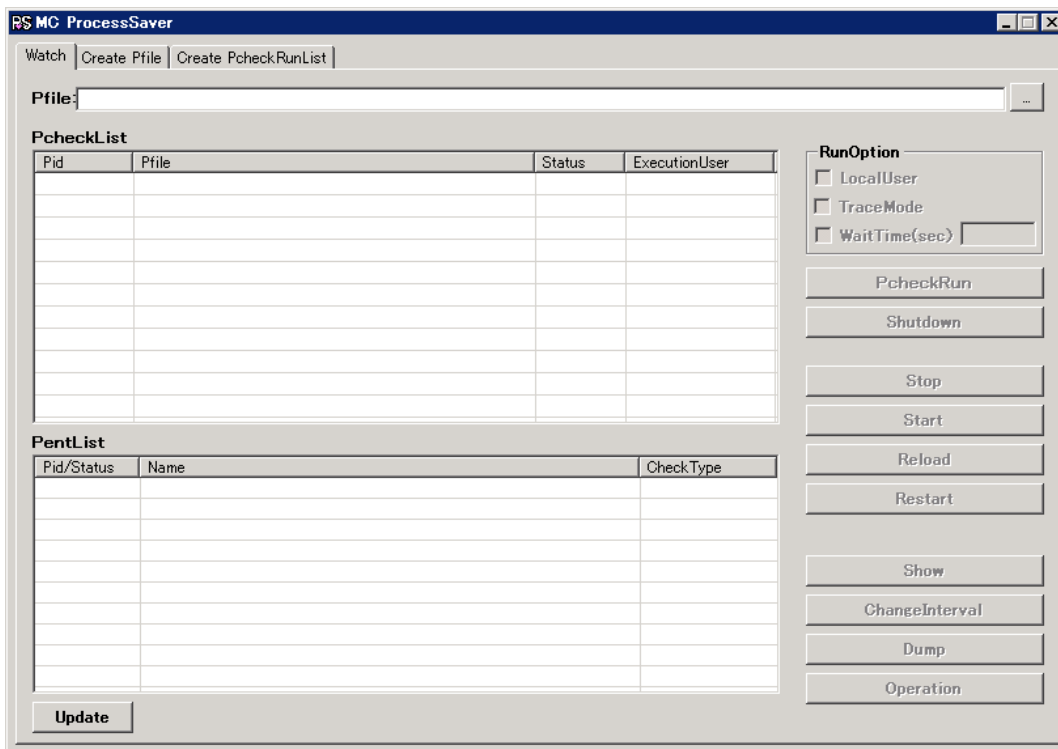 PS MC ProcessSaver
Watch Create Pfile Create PcheckRunList
Pfile: ...
PcheckList
Pid Pfile Status ExecutionUser
RunOption
LocalUser
TraceMode
WaitTime(sec)
PcheckRun
Shutdown
Stop
Start
Reload
Restart
PentList
Pid/Status Name CheckType
Show
ChangeInterval
Dump
Operation
Update